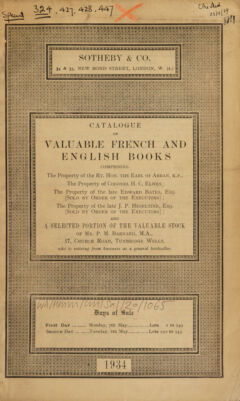 324, 427, 428, 447
SOTHEBY & CO.
34 & 35, NEW BOND STREET, LONDON, W. (1)
CATALOGUE
OF
VALUABLE FRENCH AND
ENGLISH BOOKS
COMPRISING
The Property of the Rt. Hon. the Earl of Arran, K.P.
The Property of Colonel H. C. Elwes
The Property of the late Edward Bates, Esq.
[Sold by Order of the Executors]
The Property of the late J. P. Heseltine, Esq.
[Sold by Order of the Executors]
AND
A SELECTED PORTION OF THE VALUABLE STOCK
OF Mr. P. M. BARNARD, M.A.,
17, Church Road, Tunbridge Wells,
who is retiring from business as a general bookseller.
Days of Sale
First Day Monday, 7th May Lots 1 to
Second Day Tuesday, 8th May Lots to
1934